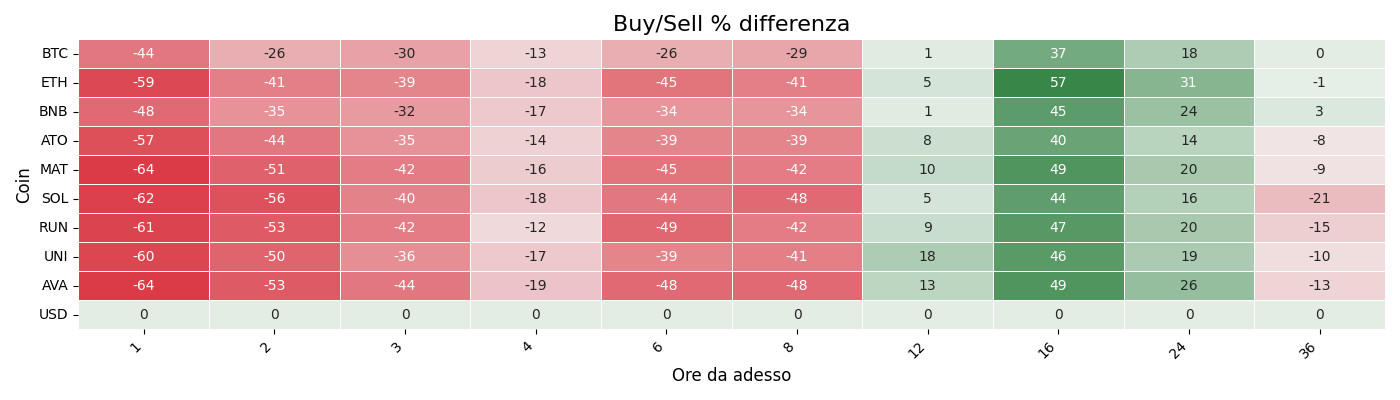 Buy/Sell % differenza
Coin
BTC -44 -26 -30 -13 -26 -29 1 37 18 0
ETH -59 -41 -39 -18 -45 -41 5 57 31 -1
BNB -48 -35 -32 -17 -34 -34 1 45 24 3
ATO -57 -44 -35 -14 -39 -39 8 40 14 -8
MAT -64 -51 -42 -16 -45 -42 10 49 20 -9
SOL -62 -56 -40 -18 -44 -48 5 44 16 -21
RUN -61 -53 -42 -12 -49 -42 9 47 20 -15
UNI -60 -50 -36 -17 -39 -41 18 46 19 -10
AVA -64 -53 -44 -19 -48 -48 13 49 26 -13
USD 0 0 0 0 0 0 0 0 0 0
1 2 3 4 6 8 12 16 24 36
Ore da adesso